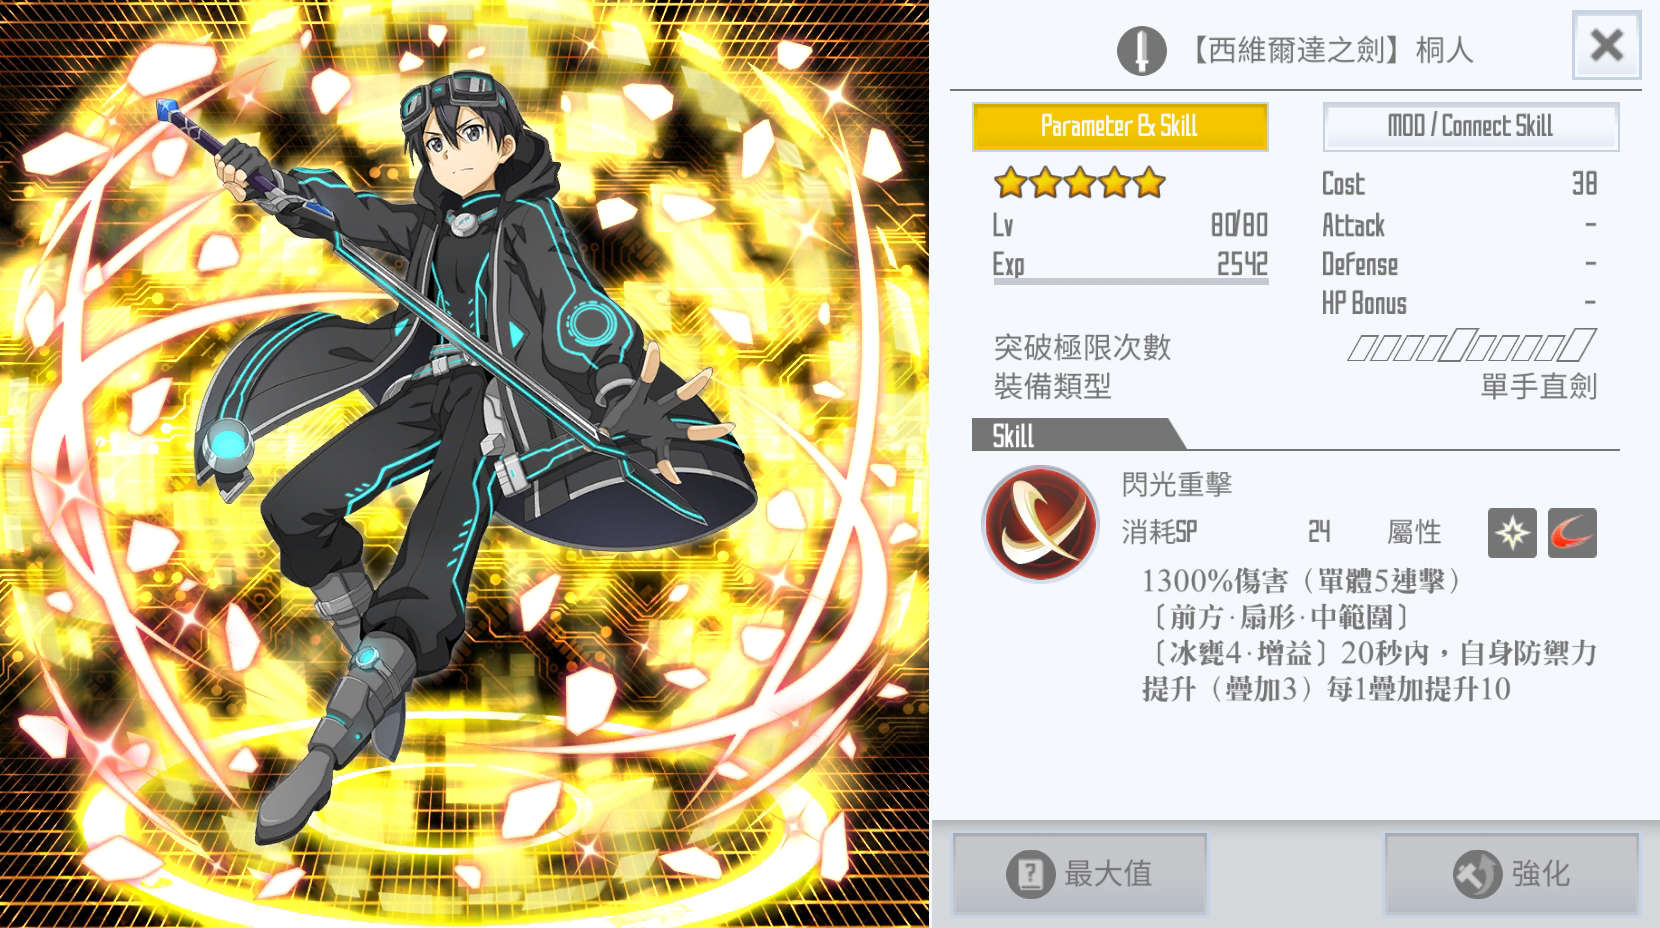 【西維爾達之劍】桐人
Parameter & Skill
MOD / Connect Skill
Lv 80/80
Exp 2542
Cost 38
Attack -
Defense -
HP Bonus -
突破極限次數
裝備類型 單手直劍
Skill
閃光重擊
消耗SP 24 屬性
1300%傷害（單體5連擊）
〔前方·扇形·中範圍〕
〔冰甕4·增益〕20秒內，自身防禦力
提升（疊加3）每1疊加提升10
最大值
強化